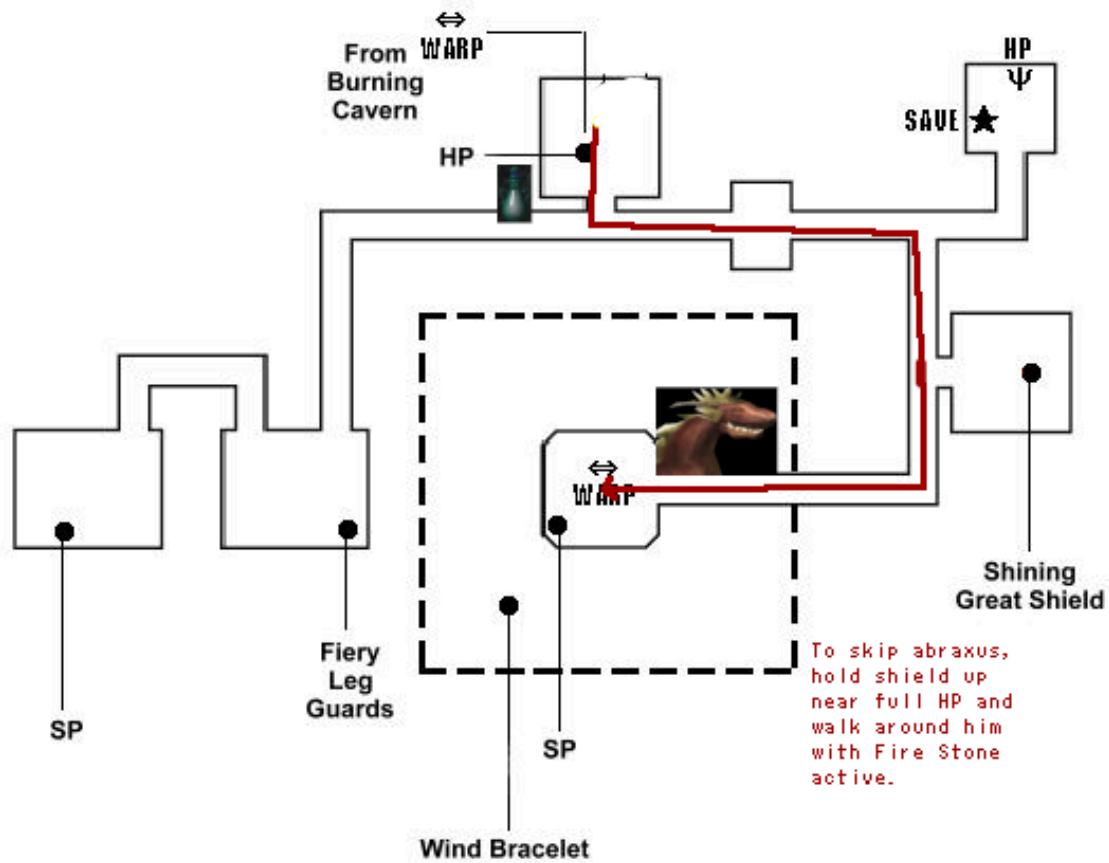 From
Burning
Cavern
WARP
HP
HP
SAVE
WARP
Shining
Great Shield
Fiery
Leg
Guards
SP
SP
Wind Bracelet
To skip abraxus,
hold shield up
near full HP and
walk around him
with Fire Stone
active.